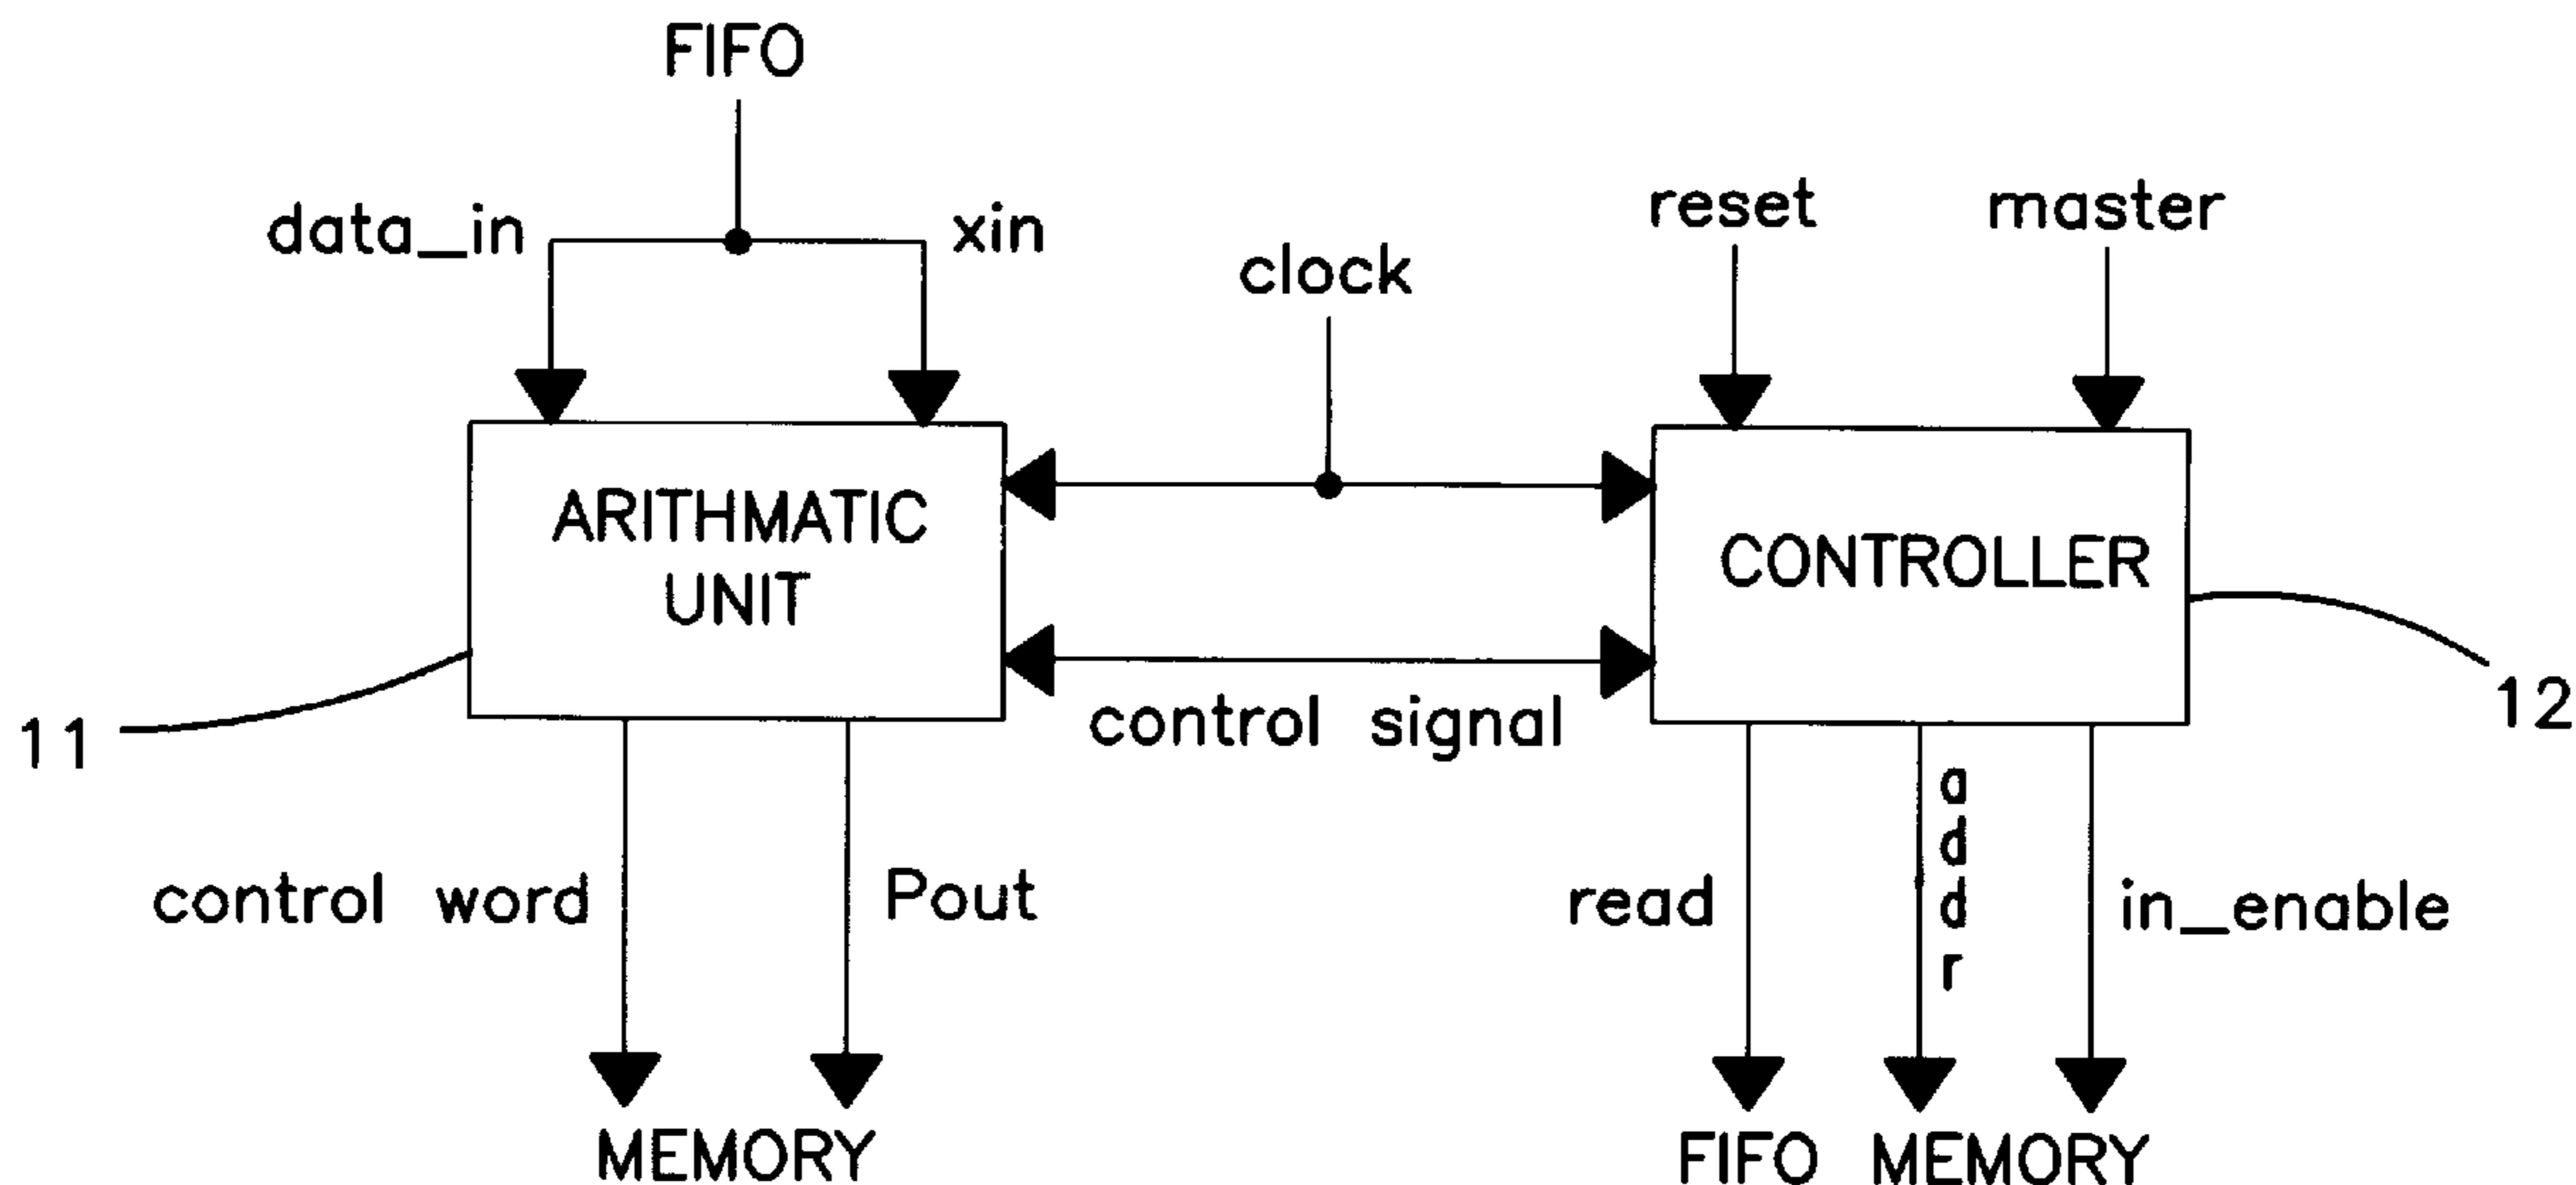 FIFO
data_in
xin
clock
reset
master
ARITHMATIC
UNIT
CONTROLLER
11
control signal
12
control word
Pout
read
addr
in_enable
MEMORY
FIFO
MEMORY